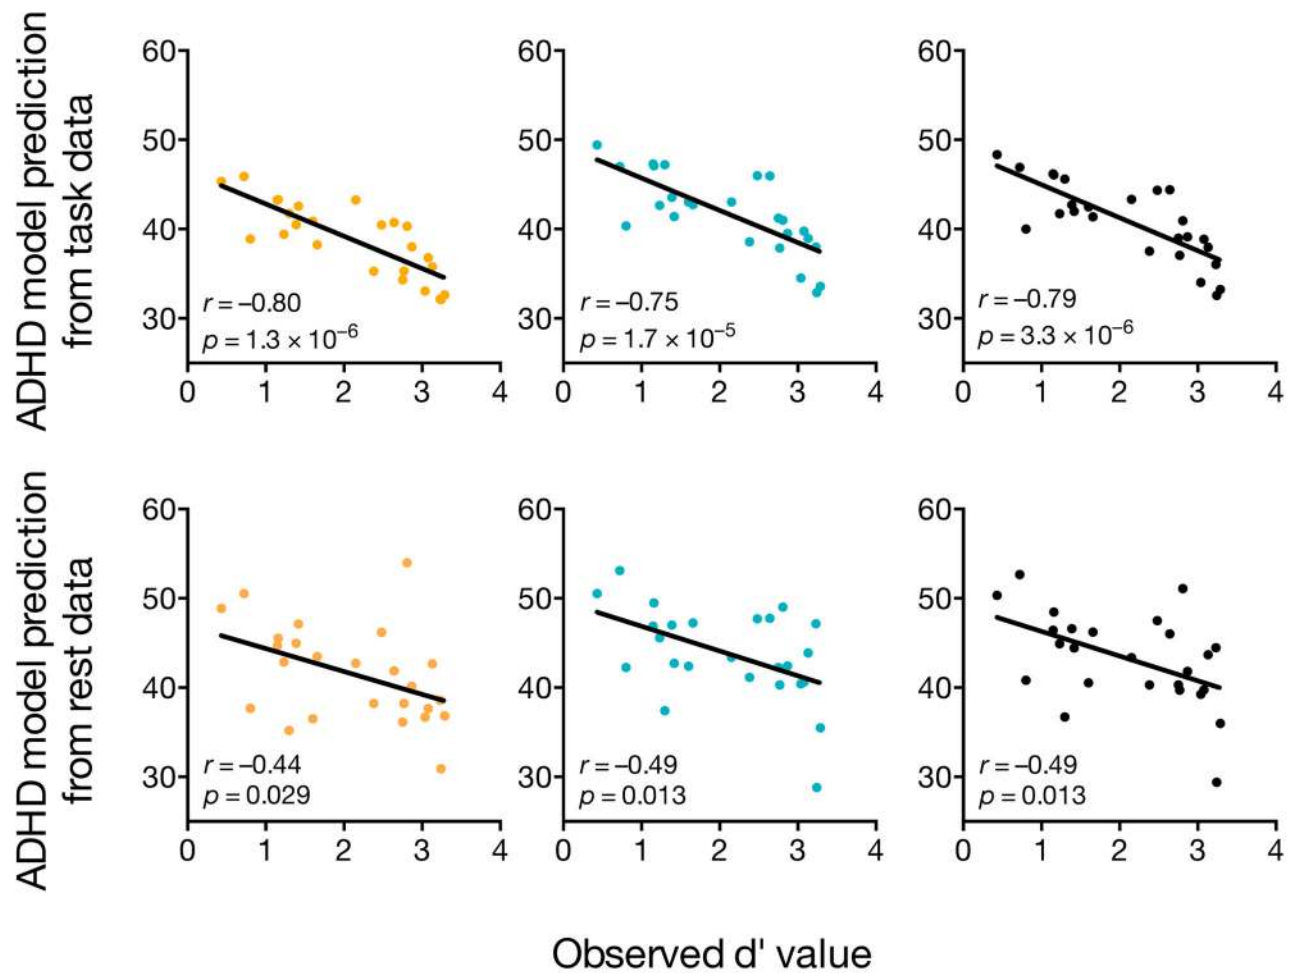 ADHD model prediction
from task data
60
50
40
30
r = –0.80
p = 1.3 × 10⁻⁶
0 1 2 3 4
60
50
40
30
r = –0.75
p = 1.7 × 10⁻⁵
0 1 2 3 4
60
50
40
30
r = –0.79
p = 3.3 × 10⁻⁶
0 1 2 3 4
ADHD model prediction
from rest data
60
50
40
30
r = –0.44
p = 0.029
0 1 2 3 4
60
50
40
30
r = –0.49
p = 0.013
0 1 2 3 4
60
50
40
30
r = –0.49
p = 0.013
0 1 2 3 4
Observed d' value